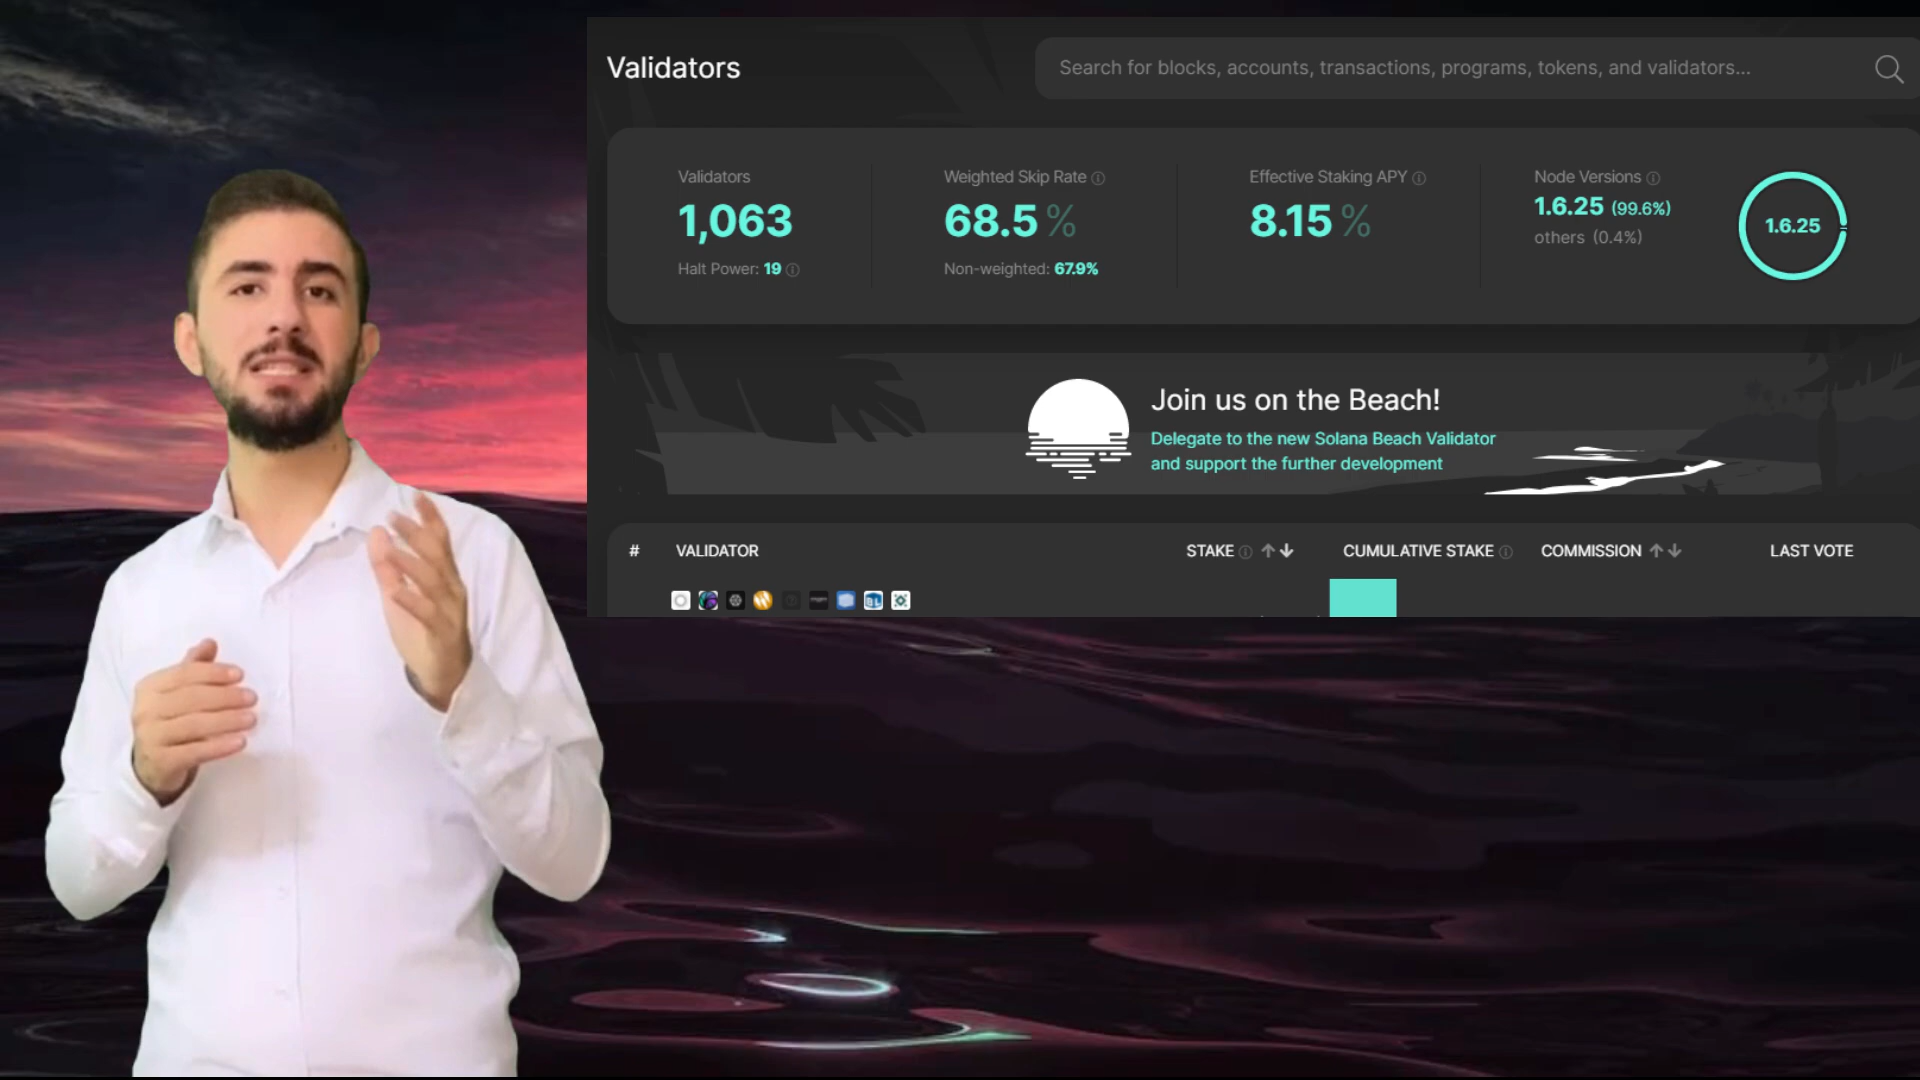 Validators
Search for blocks, accounts, transactions, programs, tokens, and validators...
Validators
1,063
Halt Power: 19
Weighted Skip Rate
68.5 %
Non-weighted: 67.9%
Effective Staking APY
8.15 %
Node Versions
1.6.25 (99.6%)
others (0.4%)
1.6.25
Join us on the Beach!
Delegate to the new Solana Beach Validator
and support the further development
# VALIDATOR STAKE CUMULATIVE STAKE COMMISSION LAST VOTE
BL